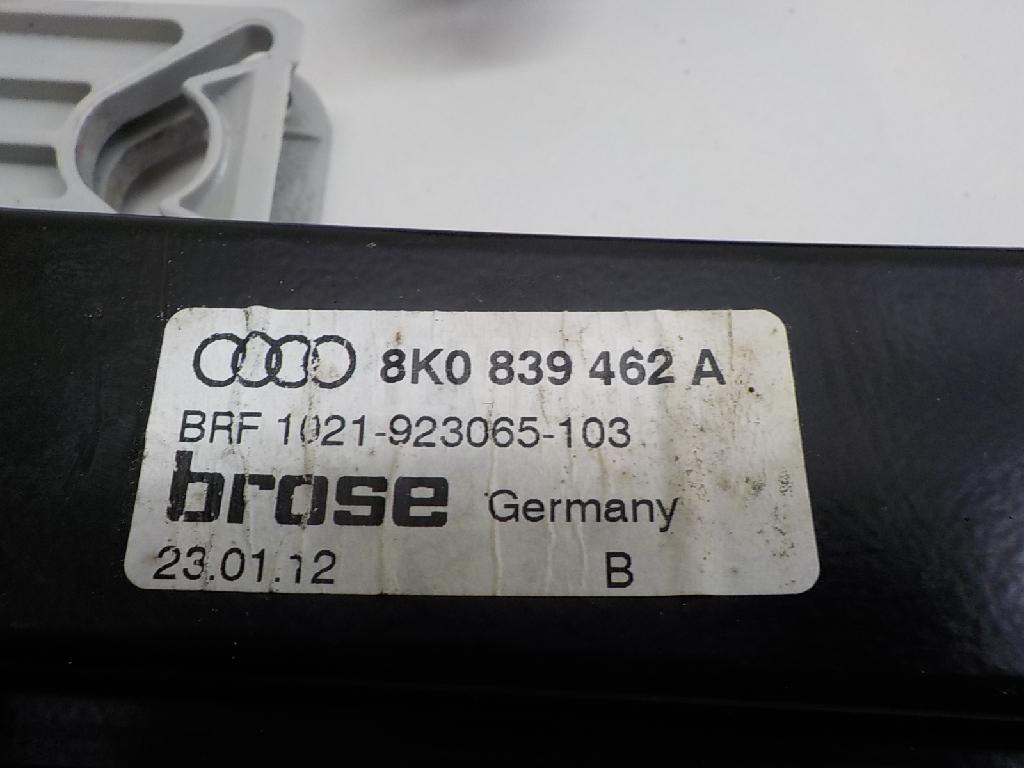 8K0 839 462 A
BRF 1021-923065-103
brose Germany
23.01.12 B